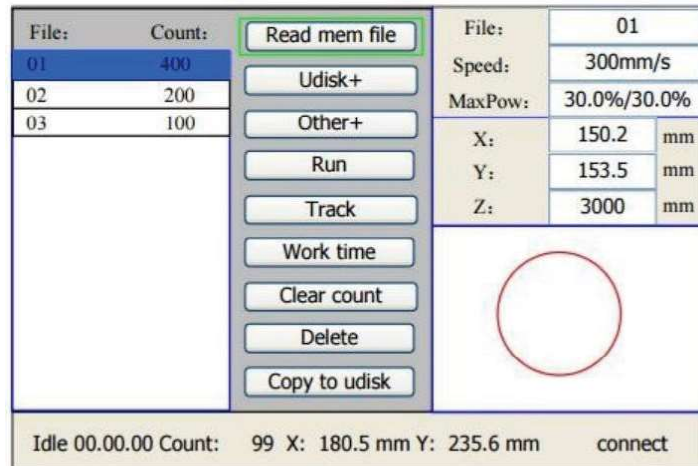 File: Count:
01 400
02 200
03 100
Read mem file
Udisk+
Other+
Run
Track
Work time
Clear count
Delete
Copy to udisk
File: 01
Speed: 300mm/s
MaxPow: 30.0%/30.0%
X: 150.2 mm
Y: 153.5 mm
Z: 3000 mm
Idle 00.00.00 Count: 99 X: 180.5 mm Y: 235.6 mm connect